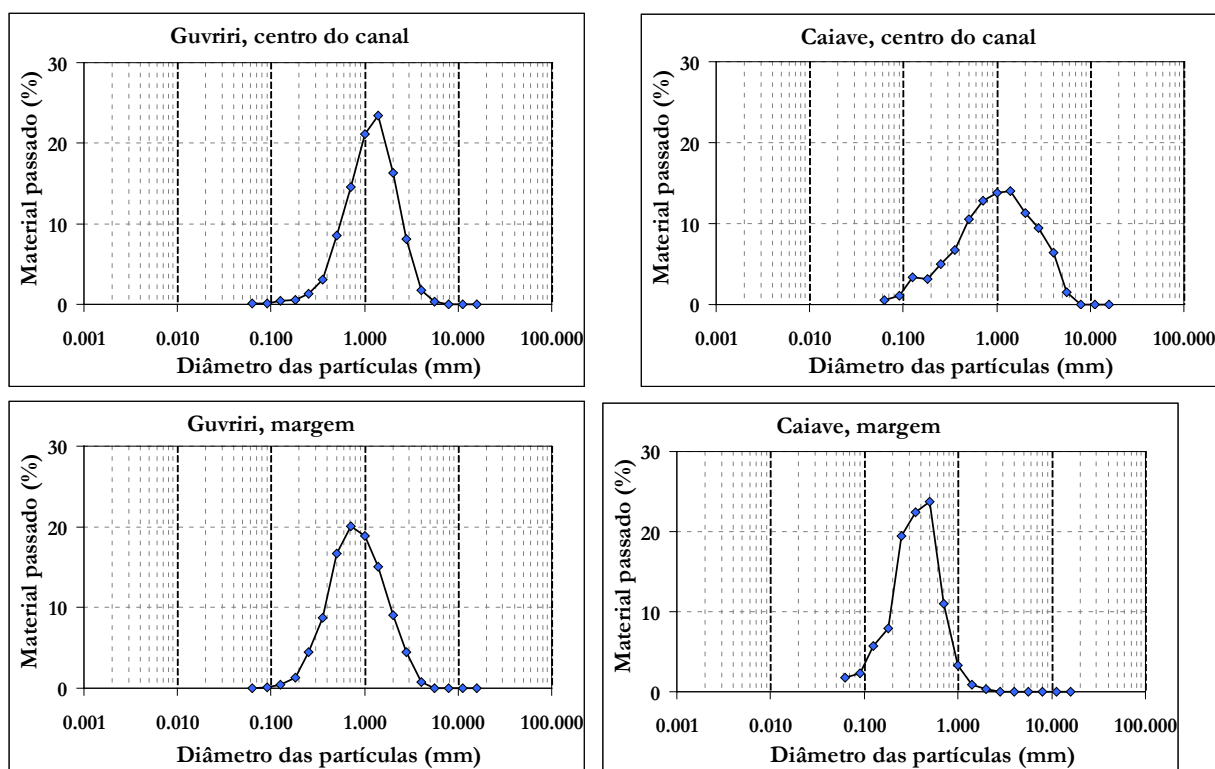 Guvriri, centro do canal
30
20
10
0
0.001 0.010 0.100 1.000 10.000 100.000
Material passado (%)
Diâmetro das partículas (mm)
Caiave, centro do canal
30
20
10
0
0.001 0.010 0.100 1.000 10.000 100.000
Material passado (%)
Diâmetro das partículas (mm)
Guvriri, margem
30
20
10
0
0.001 0.010 0.100 1.000 10.000 100.000
Material passado (%)
Diâmetro das partículas (mm)
Caiave, margem
30
20
10
0
0.001 0.010 0.100 1.000 10.000 100.000
Material passado (%)
Diâmetro das partículas (mm)